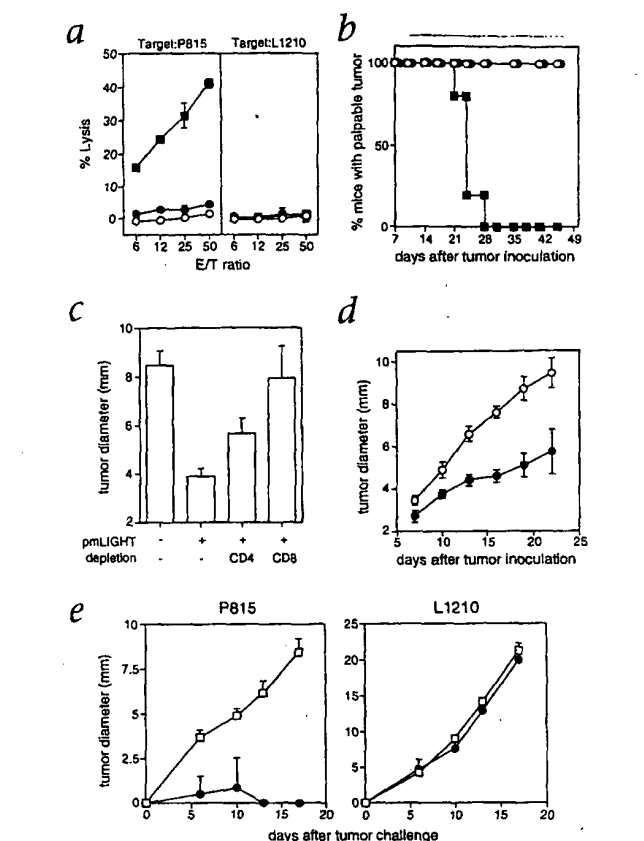 a
b
Target:P815 Target:L1210
50
40
30
20
10
0
% Lysis
6 12 25 50 6 12 25 50
E/T ratio
100
50
0
% mice with palpable tumor
7 14 21 28 35 42 49
days after tumor inoculation
c
d
10
8
6
4
2
tumor diameter (mm)
pmLIGHT - + + +
depletion - - CD4 CD8
10
8
6
4
2
tumor diameter (mm)
5 10 15 20 25
days after tumor inoculation
e
P815
L1210
10
7.5
5
2.5
0
tumor diameter (mm)
0 5 10 15 20
25
20
15
10
5
0
0 5 10 15 20
days after tumor challenge